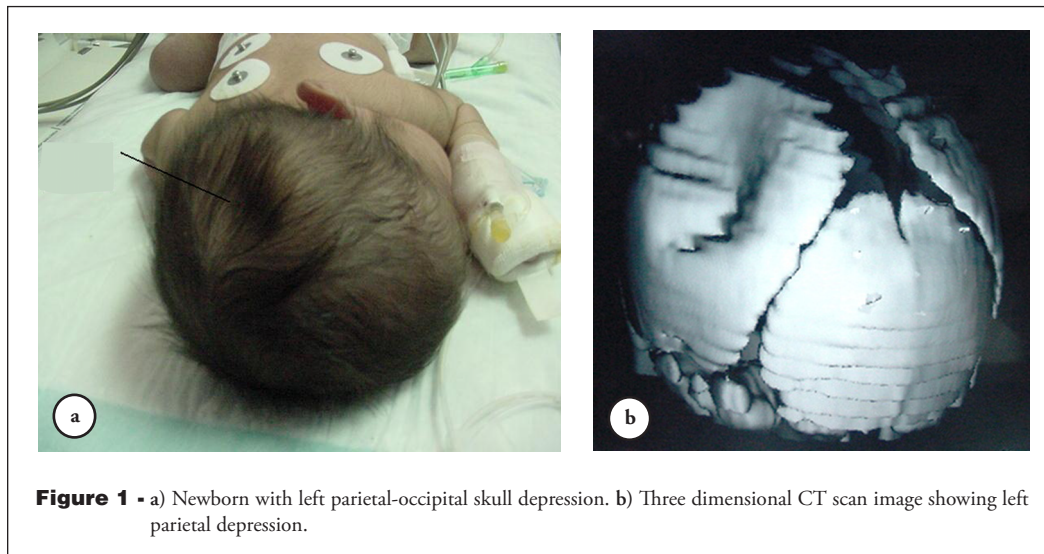 a
b
Figure 1 - a) Newborn with left parietal-occipital skull depression. b) Three dimensional CT scan image showing left
parietal depression.